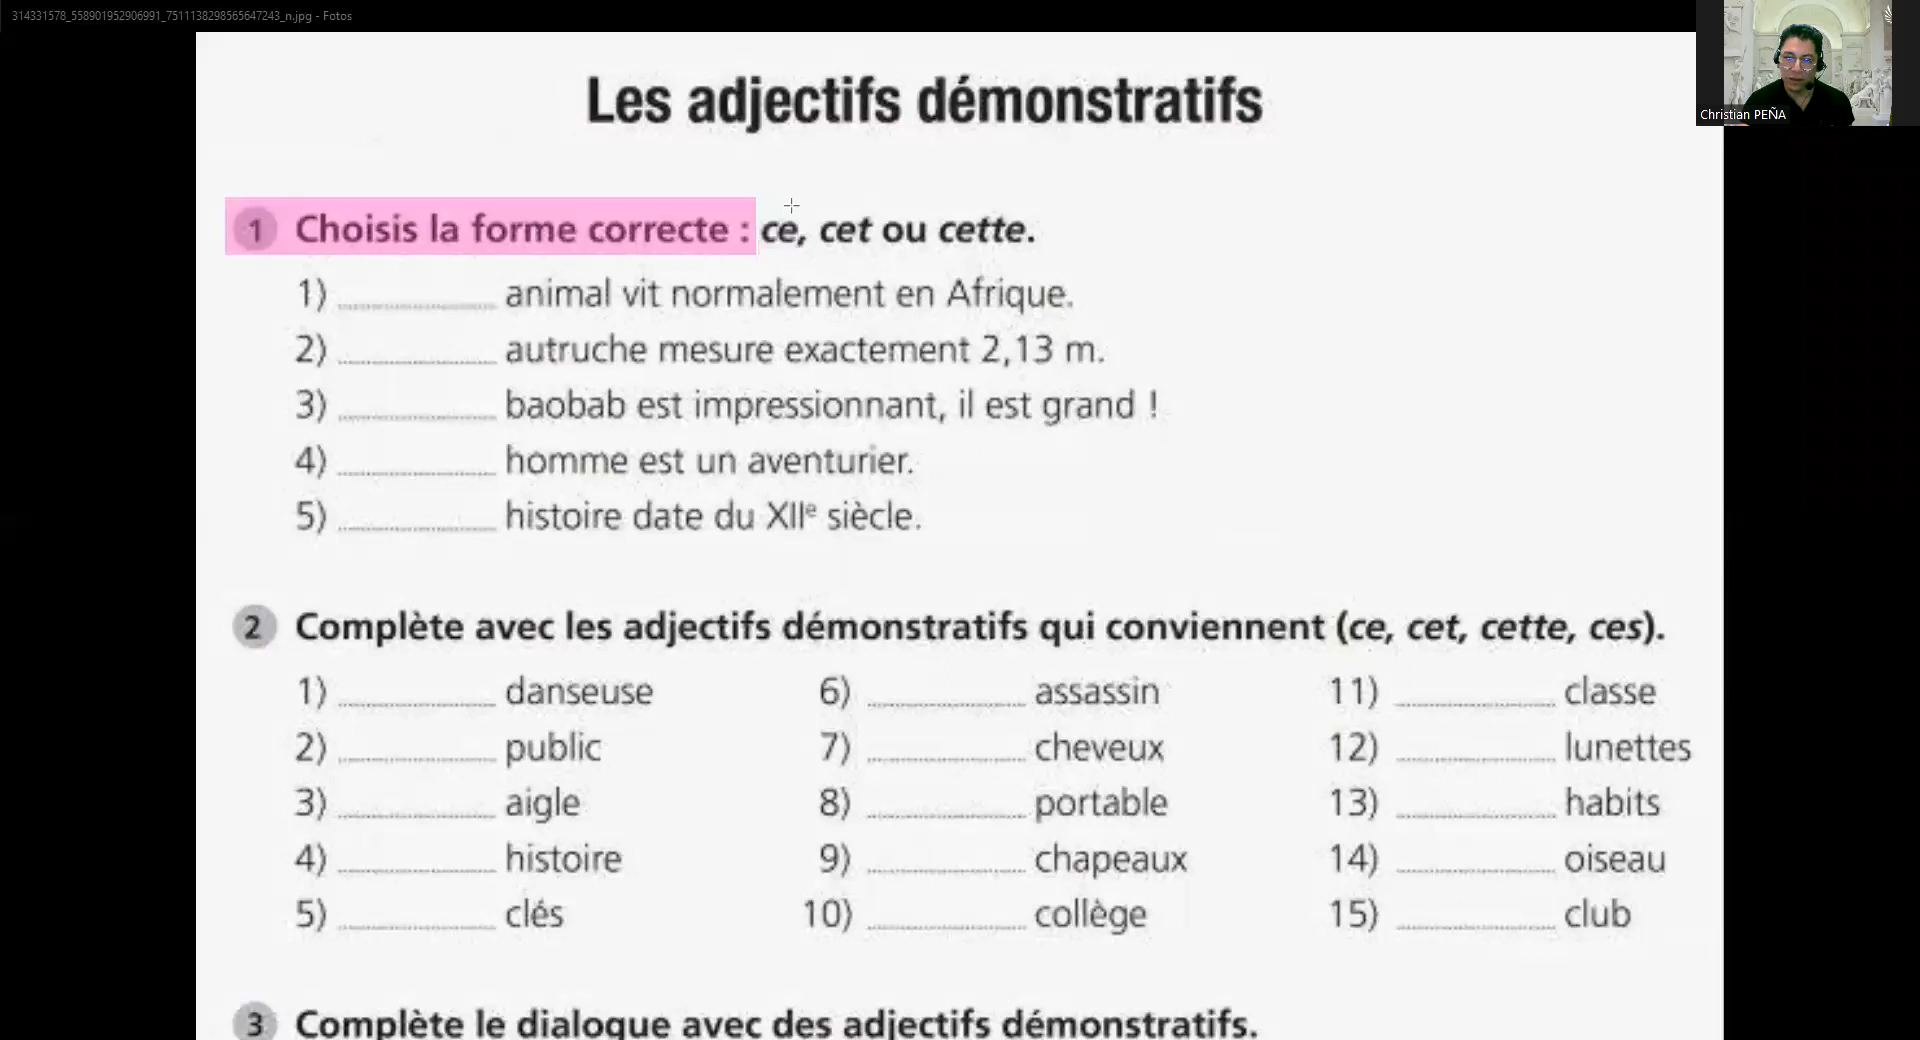 314331578_558901952906991_7511138298565647243_n.jpg - Fotos
Christian PEÑA
Les adjectifs démonstratifs
1 Choisis la forme correcte : ce, cet ou cette.
1) ............ animal vit normalement en Afrique.
2) ............ autruche mesure exactement 2,13 m.
3) ............ baobab est impressionnant, il est grand !
4) ............ homme est un aventurier.
5) ............ histoire date du XIIᵉ siècle.
2 Complète avec les adjectifs démonstratifs qui conviennent (ce, cet, cette, ces).
1) ............ danseuse 6) ............ assassin 11) ............ classe
2) ............ public 7) ............ cheveux 12) ............ lunettes
3) ............ aigle 8) ............ portable 13) ............ habits
4) ............ histoire 9) ............ chapeaux 14) ............ oiseau
5) ............ clés 10) ............ collège 15) ............ club
3 Complète le dialogue avec des adjectifs démonstratifs.